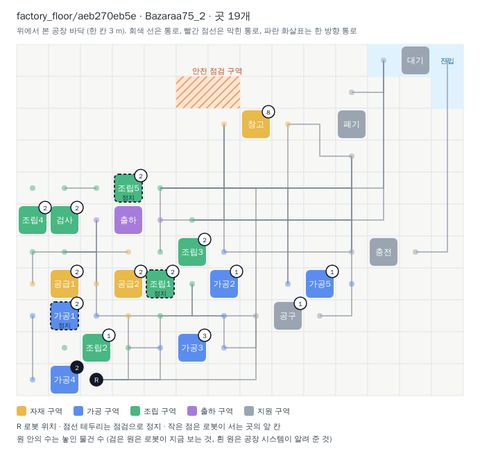 factory_floor/aeb270eb5e · Bazaraa75_2 · 곳 19개
위에서 본 공장 바닥 (한 칸 3 m). 회색 선은 통로, 빨간 점선은 막힌 통로, 파란 화살표는 한 방향 통로
대기
안전 점검 구역
8
창고
폐기
2
조립5
정지
2
조립4
2
검사
출하
2
조립3
충전
2
공급1
2
공급2
2
조립1
정지
1
가공2
1
가공5
2
가공1
정지
1
공구
1
조립2
3
가공3
2
가공4
R
자재 구역
가공 구역
조립 구역
출하 구역
지원 구역
R 로봇 위치 · 점선 테두리는 점검으로 정지 · 작은 점은 로봇이 서는 곳의 앞 칸
원 안의 수는 놓인 물건 수 (검은 원은 로봇이 지금 보는 것, 흰 원은 공장 시스템이 알려 준 것)